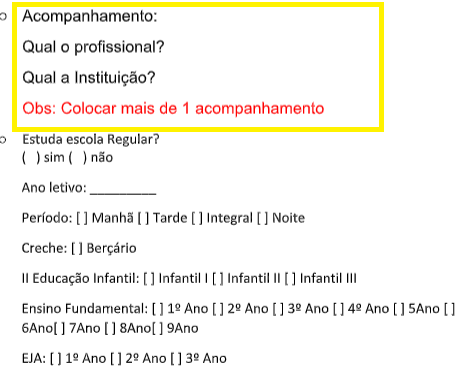 Acompanhamento:
Qual o profissional?
Qual a Instituição?
Obs: Colocar mais de 1 acompanhamento
Estuda escola Regular?
(  ) sim (  ) não
Ano letivo: _________
Período: [ ] Manhã [ ] Tarde [ ] Integral [ ] Noite
Creche: [ ] Berçário
II Educação Infantil: [ ] Infantil I [ ] Infantil II [ ] Infantil III
Ensino Fundamental: [ ] 1º Ano [ ] 2º Ano [ ] 3º Ano [ ] 4º Ano [ ] 5Ano [ ]
6Ano[ ] 7Ano [ ] 8Ano[ ] 9Ano
EJA: [ ] 1º Ano [ ] 2º Ano [ ] 3º Ano